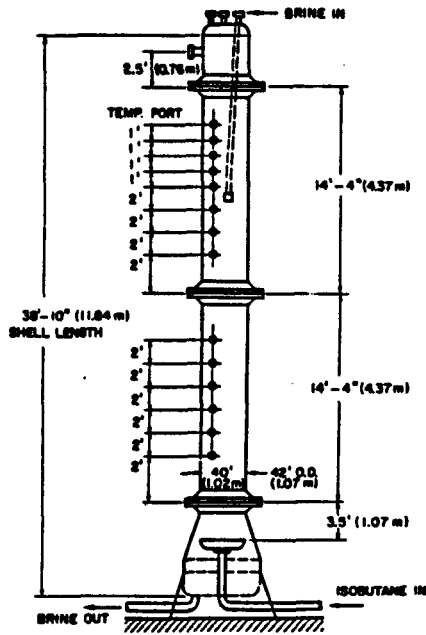 BRINE IN
2.5' (0.76m)
TEMP. PORT
1'
1'
1'
1'
2'
2'
2'
2'
14'-4" (4.37m)
38'-10" (11.84m)
SHELL LENGTH
2'
2'
2'
2'
2'
2'
14'-4" (4.37m)
40' (1.02m)
42' O.D. (1.07m)
3.5' (1.07m)
ISOBUTANE IN
BRINE OUT